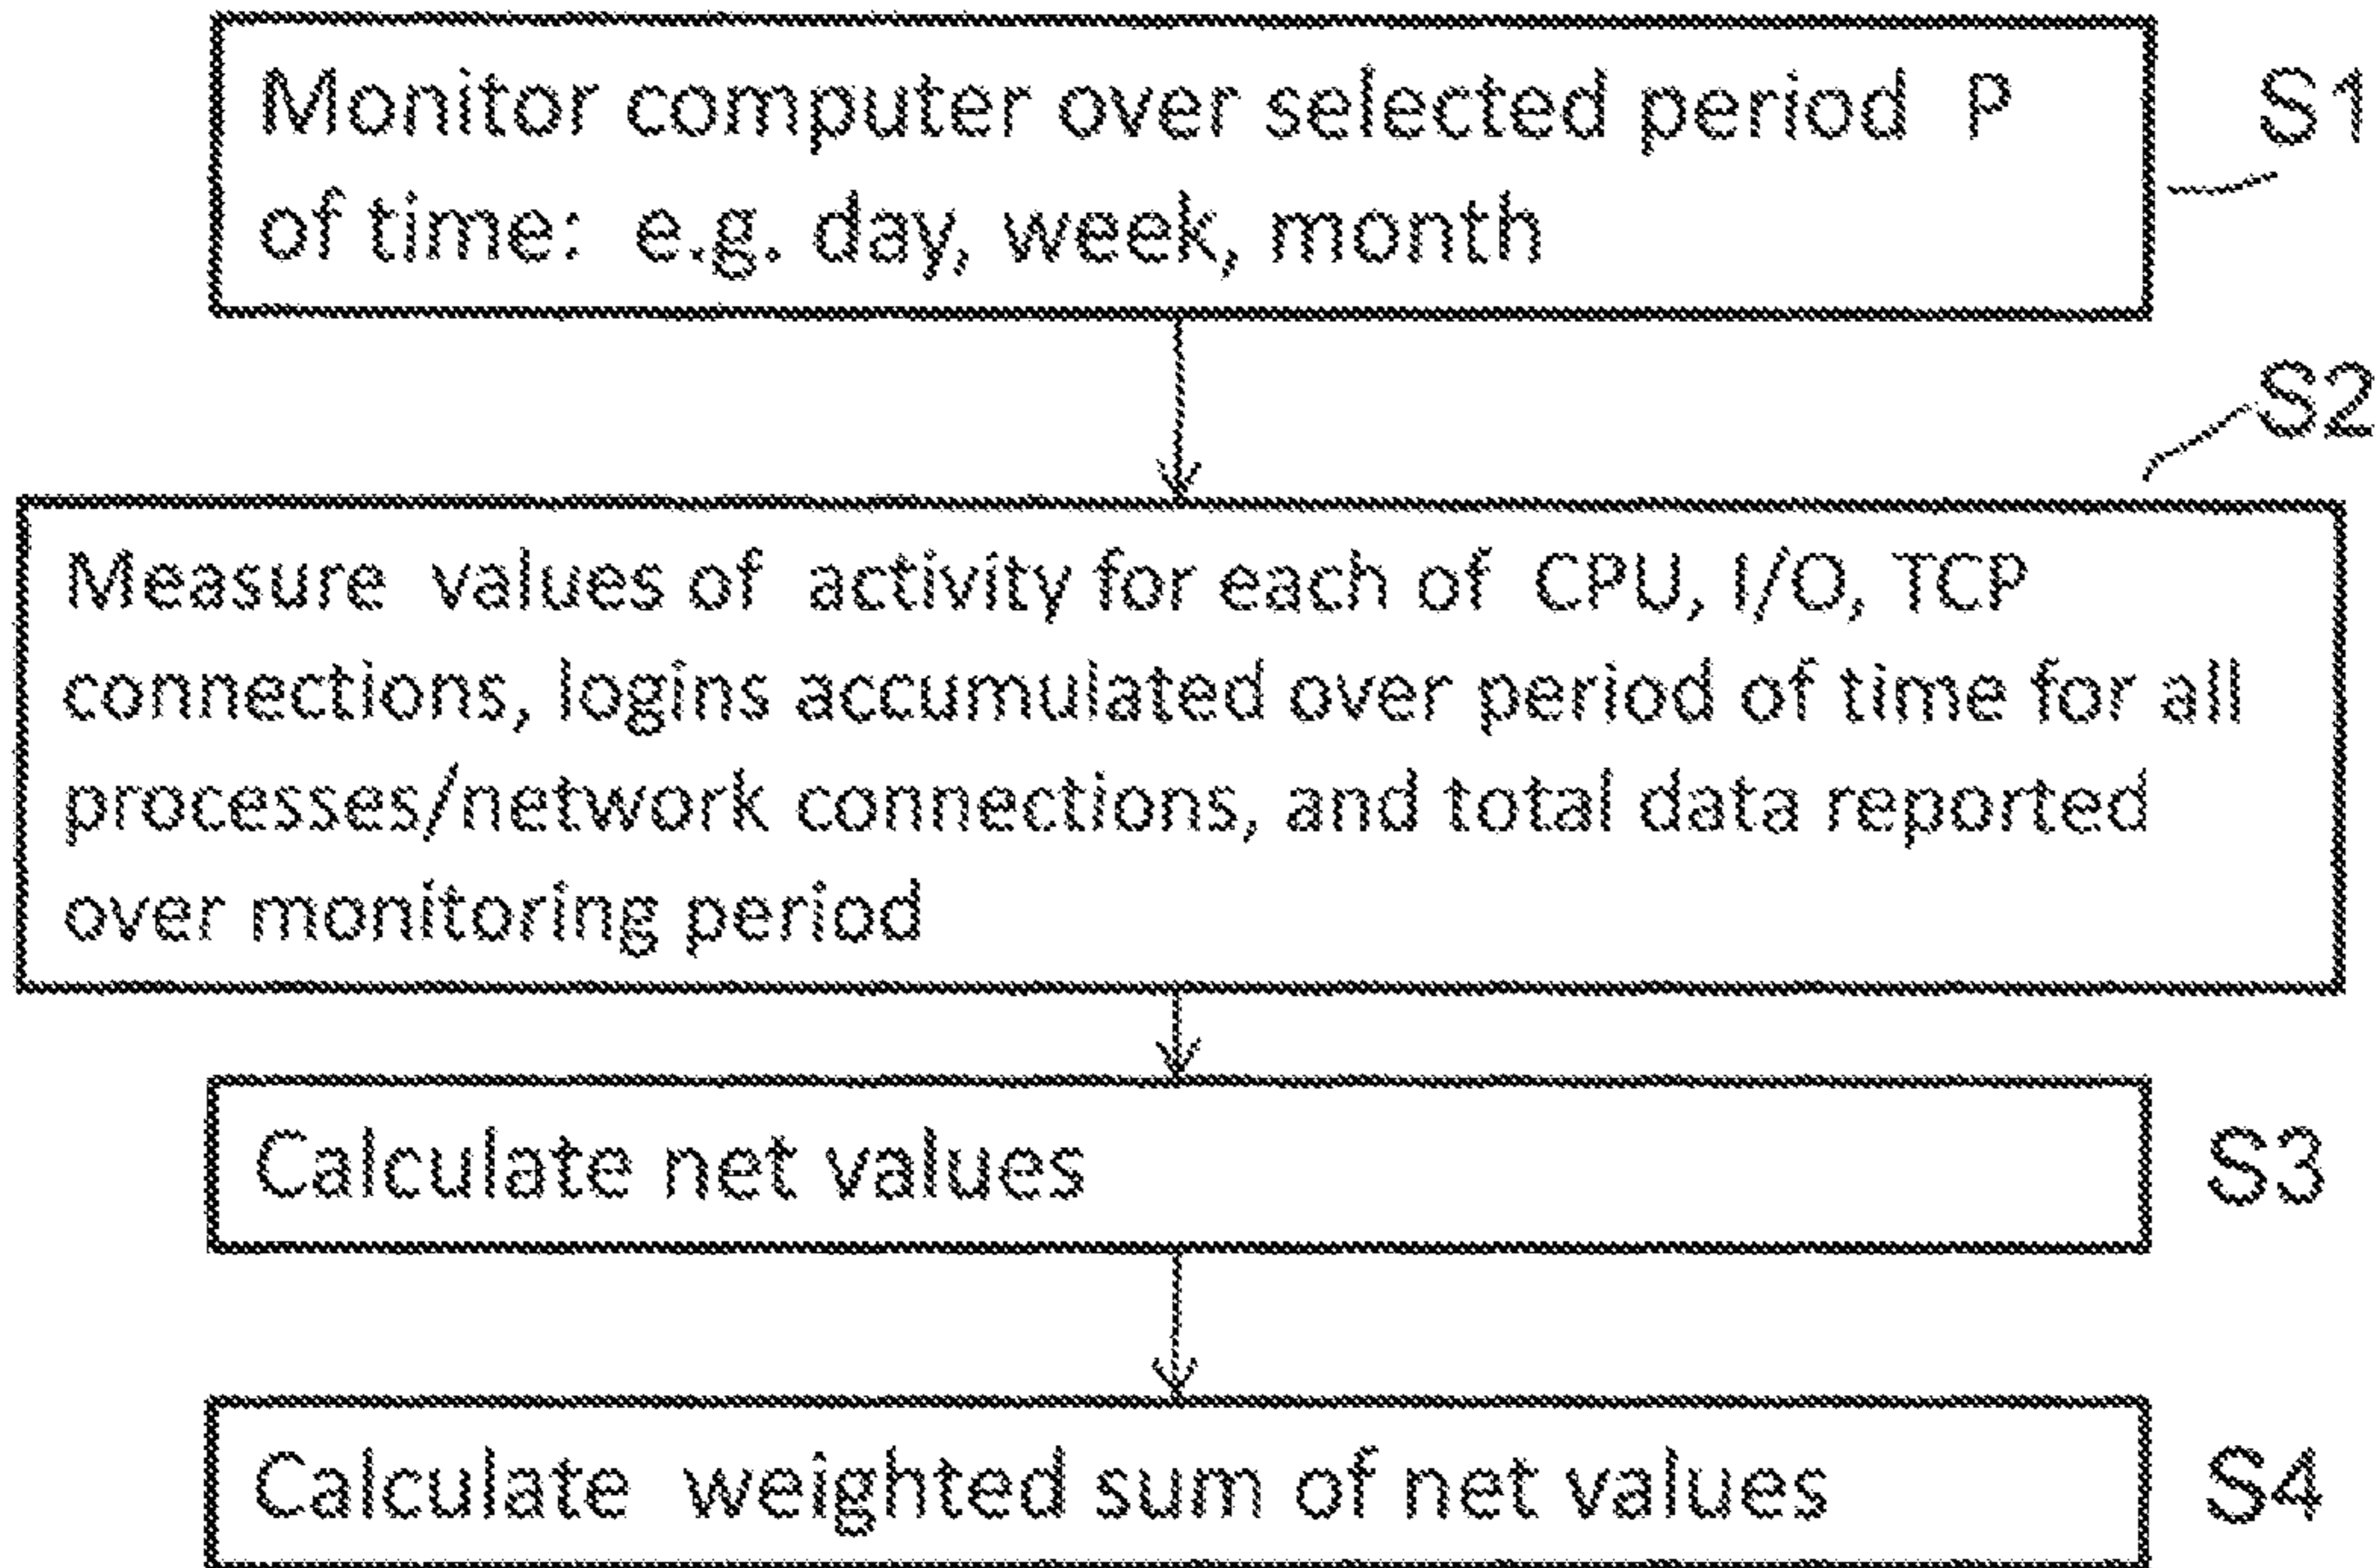 Monitor computer over selected period P
of time: e.g. day, week, month
S1
S2
Measure values of activity for each of CPU, I/O, TCP
connections, logins accumulated over period of time for all
processes/network connections, and total data reported
over monitoring period
Calculate net values
S3
Calculate weighted sum of net values
S4